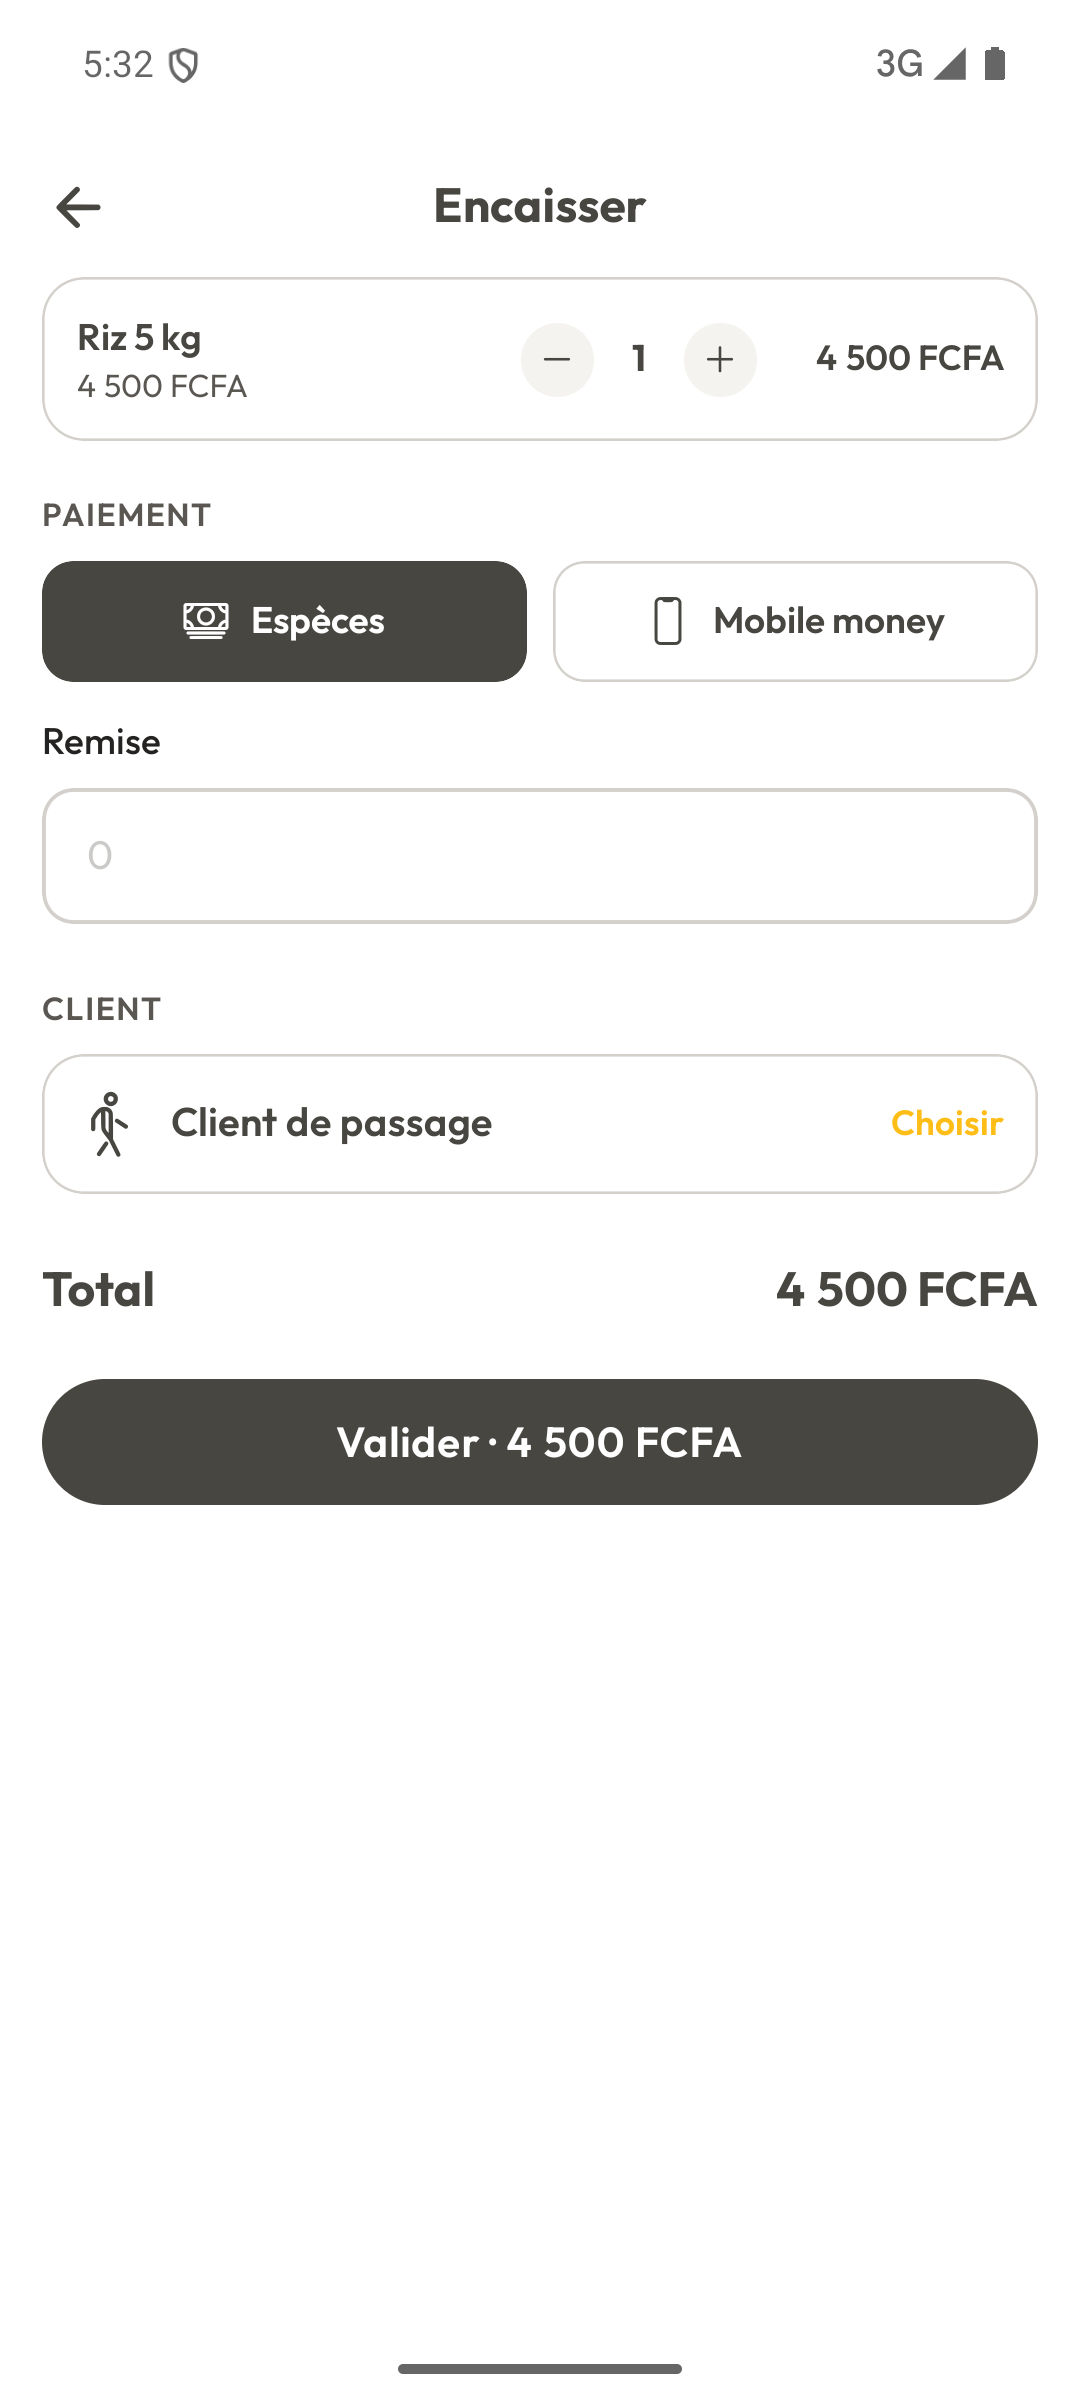 5:32
3G
Encaisser
Riz 5 kg
4 500 FCFA
1
4 500 FCFA
PAIEMENT
Espèces
Mobile money
Remise
0
CLIENT
Client de passage
Choisir
Total
4 500 FCFA
Valider · 4 500 FCFA